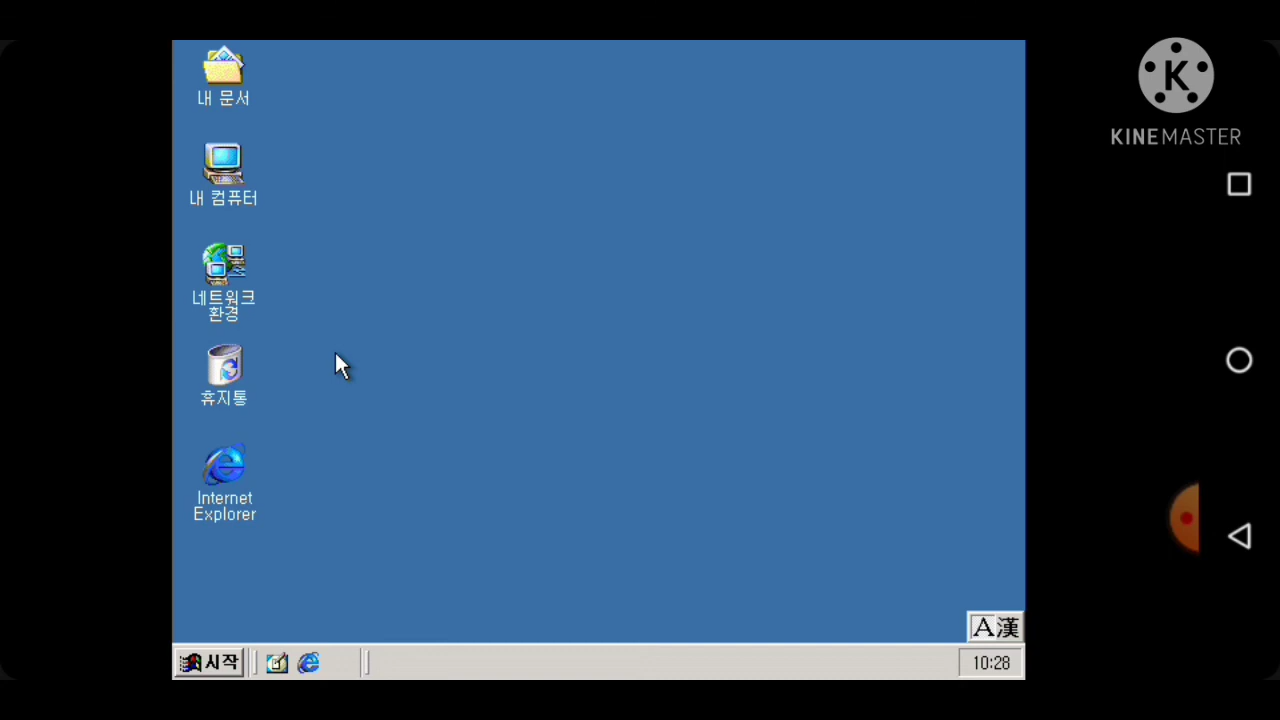 내 문서
내 컴퓨터
네트워크
환경
휴지통
Internet
Explorer
K
KINEMASTER
A漢
시작
10:28